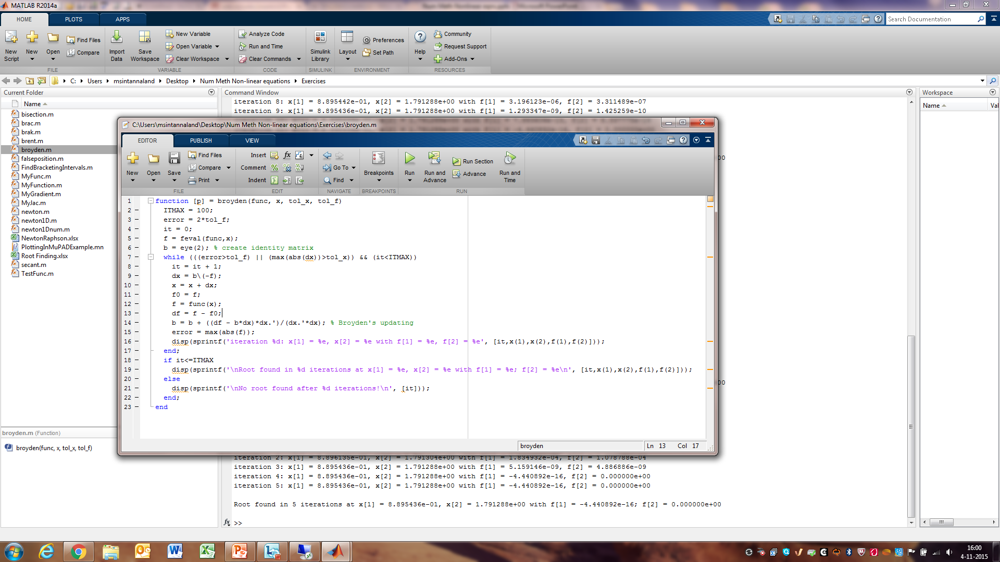 MATLAB R2014a
HOME PLOTS APPS
Search Documentation
New Script
New
Open
Find Files
Compare
Import Data
Save Workspace
New Variable
Open Variable
Clear Workspace
Analyze Code
Run and Time
Clear Commands
Simulink Library
Layout
Preferences
Set Path
Help
Community
Request Support
Add-Ons
FILE VARIABLE CODE SIMULINK ENVIRONMENT RESOURCES
C: Users msintannaland Desktop Num Meth Non-linear equations Exercises
Current Folder
Name
bisection.m
brac.m
brak.m
brent.m
broyden.m
falseposition.m
FindBracketingIntervals.m
MyFunc.m
MyFunction.m
MyGradient.m
MyJac.m
newton.m
newton1D.m
newton1Dnum.m
NewtonRaphson.xlsx
PlottingInMuPADExample.mn
Root Finding.xlsx
secant.m
TestFunc.m
broyden.m (Function)
broyden(func, x, tol_x, tol_f)
Command Window
iteration 8: x[1] = 8.895442e-01, x[2] = 1.791288e+00 with f[1] = 3.196123e-06, f[2] = 3.311489e-07
iteration 9: x[1] = 8.895436e-01, x[2] = 1.791288e+00 with f[1] = 1.293347e-09, f[2] = 1.425259e-10
C:\Users\msintannaland\Desktop\Num Meth Non-linear equations\Exercises\broyden.m
EDITOR PUBLISH VIEW
New
Open
Save
Find Files
Compare
Print
Insert
Comment
Indent
Go To
Find
Breakpoints
Run
Run and Advance
Run Section
Advance
Run and Time
FILE EDIT NAVIGATE BREAKPOINTS RUN
00
1 function [p] = broyden(func, x, tol_x, tol_f)
2 ITMAX = 100;
3 error = 2*tol_f;
4 it = 0;
5 f = feval(func,x);
6 b = eye(2); % create identity matrix
7 while (((error>tol_f) || (max(abs(dx))>tol_x)) && (it<ITMAX))
8 it = it + 1;
9 dx = b\(-f);
10 x = x + dx;
11 f0 = f;
12 f = func(x);
13 df = f - f0;
14 b = b + ((df - b*dx)*dx.')/(dx.'*dx); % Broyden's updating
15 error = max(abs(f));
16 disp(sprintf('iteration %d: x[1] = %e, x[2] = %e with f[1] = %e, f[2] = %e', [it,x(1),x(2),f(1),f(2)]));
17 end;
18 if it<=ITMAX
19 disp(sprintf('\nRoot found in %d iterations at x[1] = %e, x[2] = %e with f[1] = %e; f[2] = %e\n', [it,x(1),x(2),f(1),f(2)]));
20 else
21 disp(sprintf('\nNo root found after %d iterations!\n', [it]));
22 end;
23 end
00
broyden
Ln 13 Col 17
iteration 2: x[1] = 8.896135e-01, x[2] = 1.791304e+00 with f[1] = 1.834932e-04, f[2] = 1.078788e-04
iteration 3: x[1] = 8.895436e-01, x[2] = 1.791288e+00 with f[1] = 5.159146e-09, f[2] = 4.886886e-09
iteration 4: x[1] = 8.895436e-01, x[2] = 1.791288e+00 with f[1] = -4.440892e-16, f[2] = 0.000000e+00
iteration 5: x[1] = 8.895436e-01, x[2] = 1.791288e+00 with f[1] = -4.440892e-16, f[2] = 0.000000e+00
Root found in 5 iterations at x[1] = 8.895436e-01, x[2] = 1.791288e+00 with f[1] = -4.440892e-16; f[2] = 0.000000e+00
fx >>
Workspace
Name Val
16:00
4-11-2015